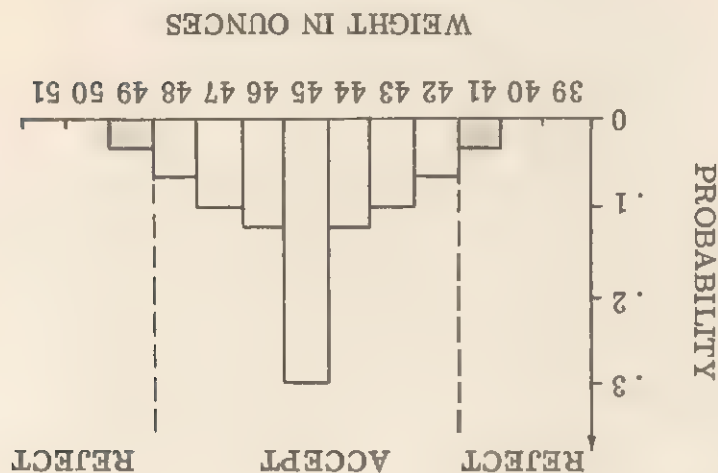 REJECT ACCEPT REJECT
.3
.2
.1
0
PROBABILITY
39 40 41 42 43 44 45 46 47 48 49 50 51
WEIGHT IN OUNCES